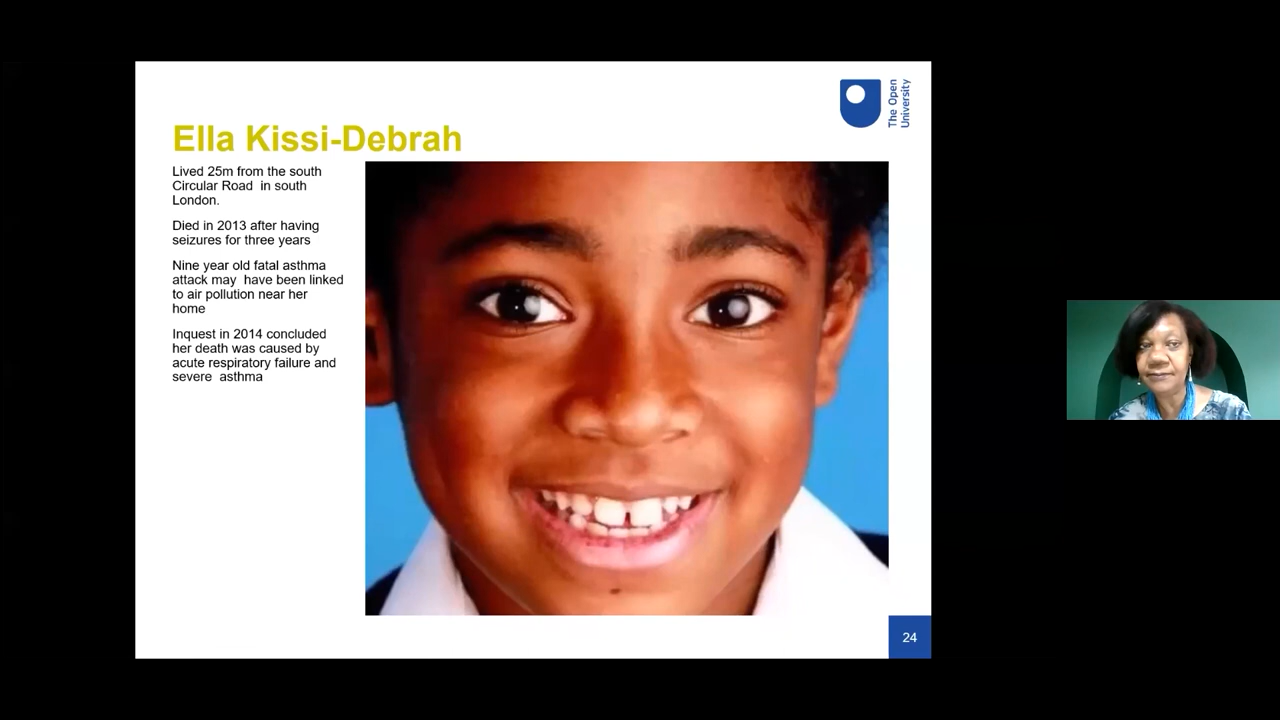 The Open
University
Ella Kissi-Debrah
Lived 25m from the south
Circular Road  in south
London.
Died in 2013 after having
seizures for three years
Nine year old fatal asthma
attack may  have been linked
to air pollution near her
home
Inquest in 2014 concluded
her death was caused by
acute respiratory failure and
severe  asthma
24